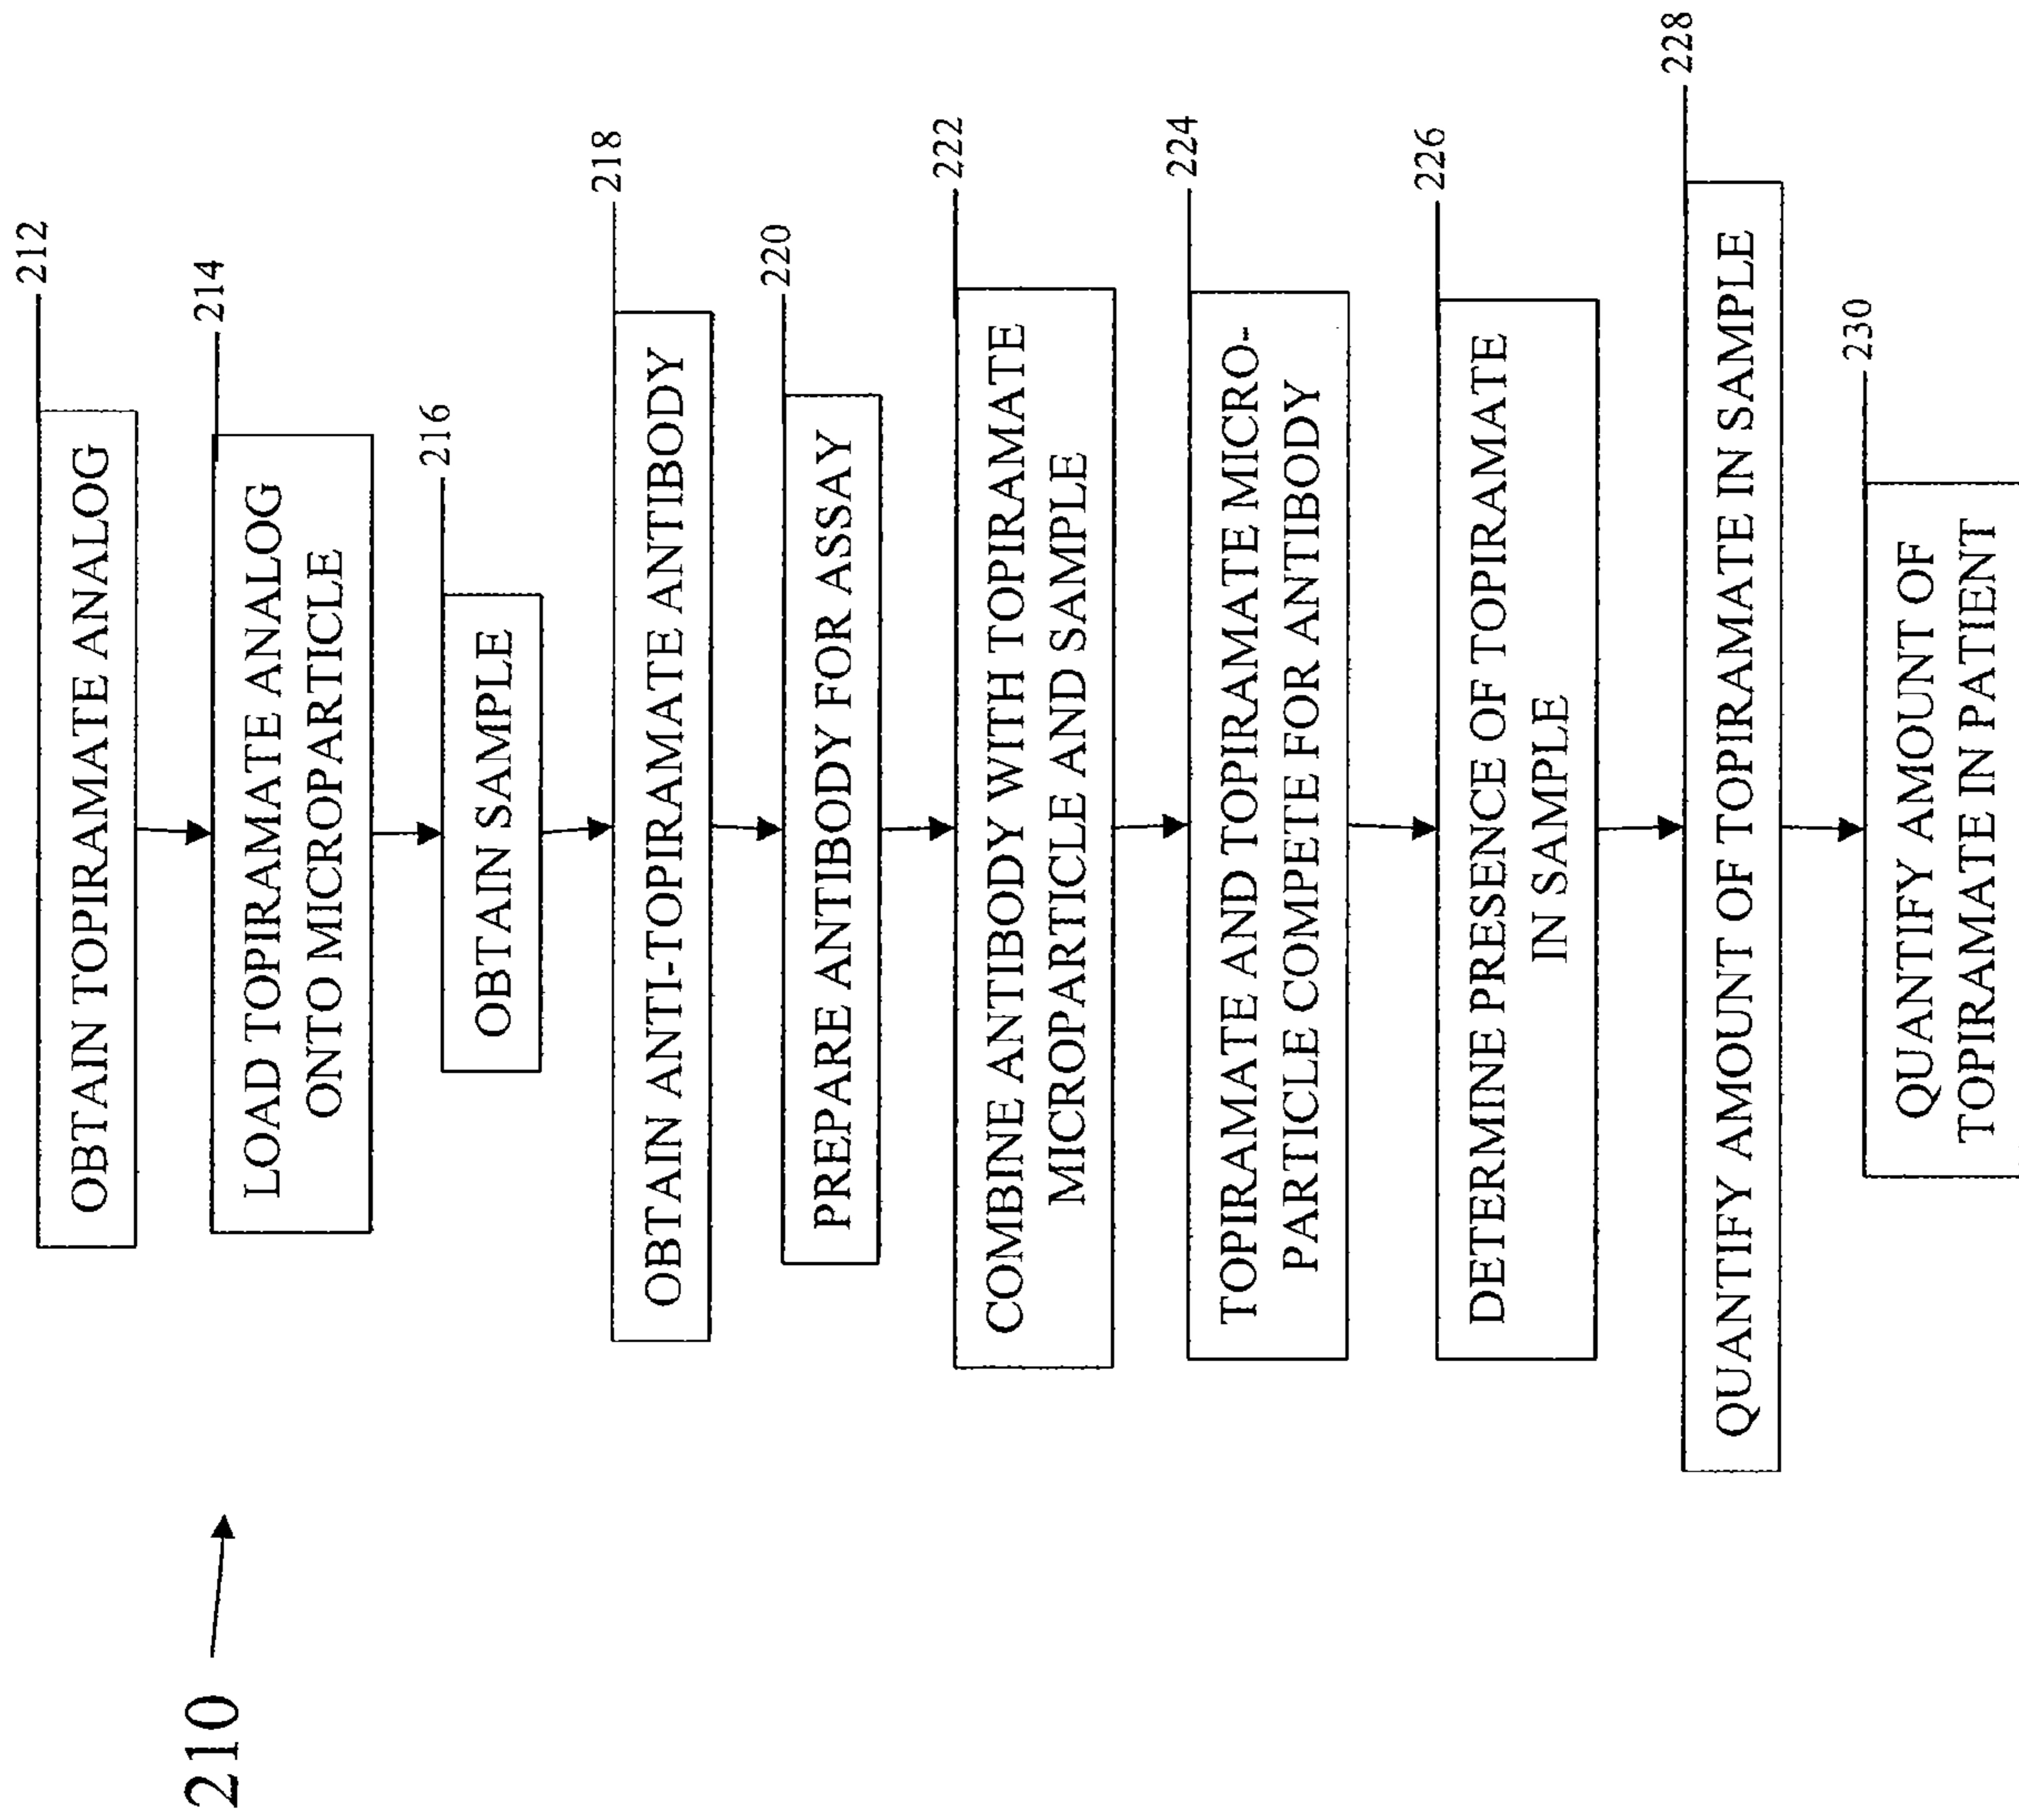 210
212
OBTAIN TOPIRAMATE ANALOG
214
LOAD TOPIRAMATE ANALOG
ONTO MICROPARTICLE
216
OBTAIN SAMPLE
218
OBTAIN ANTI-TOPIRAMATE ANTIBODY
220
PREPARE ANTIBODY FOR ASSAY
222
COMBINE ANTIBODY WITH TOPIRAMATE
MICROPARTICLE AND SAMPLE
224
TOPIRAMATE AND TOPIRAMATE MICRO-
PARTICLE COMPETE FOR ANTIBODY
226
DETERMINE PRESENCE OF TOPIRAMATE
IN SAMPLE
228
QUANTIFY AMOUNT OF TOPIRAMATE IN SAMPLE
230
QUANTIFY AMOUNT OF
TOPIRAMATE IN PATIENT